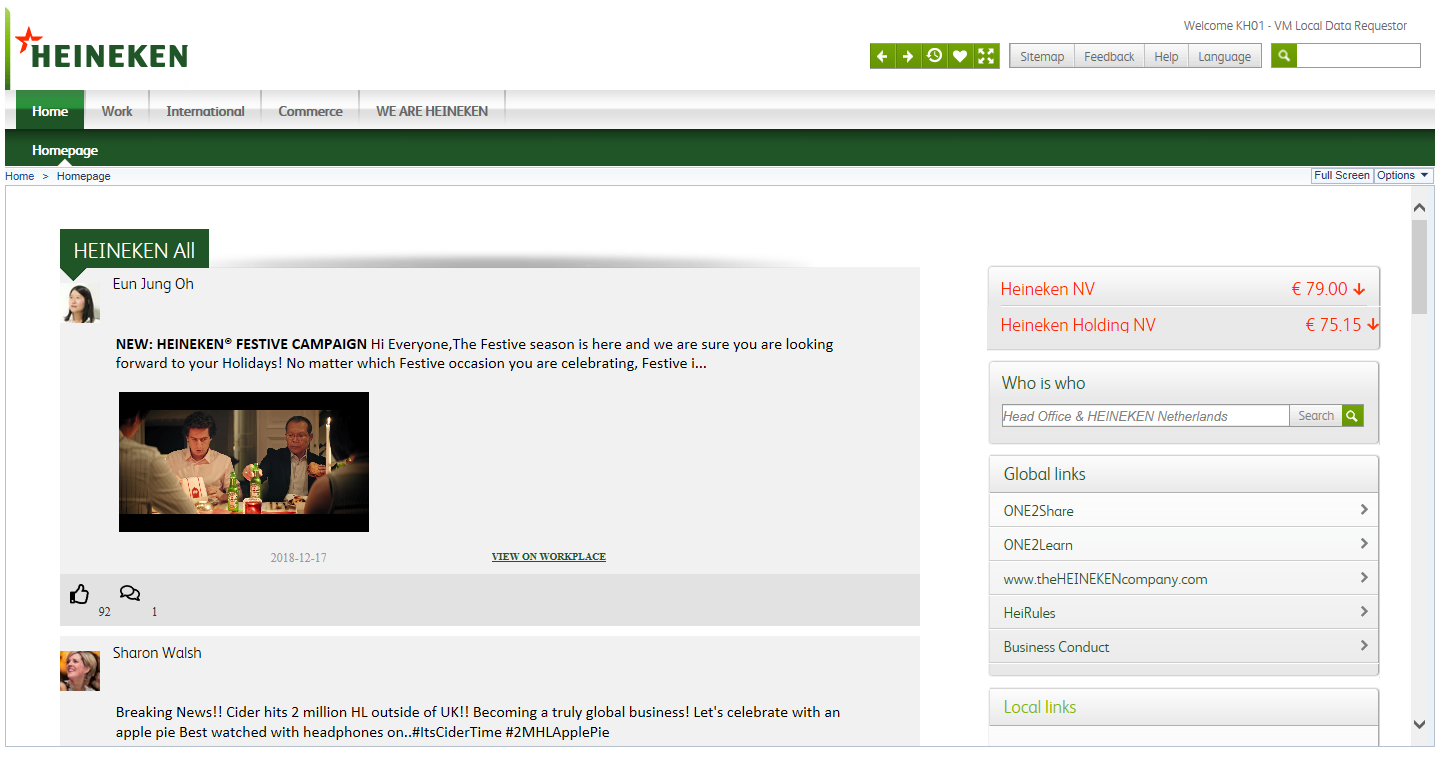 Welcome KH01 - VM Local Data Requestor
HEINEKEN
Sitemap Feedback Help Language
Home Work International Commerce WE ARE HEINEKEN
Homepage
Home > Homepage
Full Screen Options
HEINEKEN All
Eun Jung Oh
NEW: HEINEKEN® FESTIVE CAMPAIGN Hi Everyone,The Festive season is here and we are sure you are looking
forward to your Holidays! No matter which Festive occasion you are celebrating, Festive i...
2018-12-17 VIEW ON WORKPLACE
92 1
Sharon Walsh
Breaking News!! Cider hits 2 million HL outside of UK!! Becoming a truly global business! Let's celebrate with an
apple pie Best watched with headphones on..#ItsCiderTime #2MHLApplePie
Heineken NV € 79.00
Heineken Holding NV € 75.15
Who is who
Head Office & HEINEKEN Netherlands Search
Global links
ONE2Share
ONE2Learn
www.theHEINEKENcompany.com
HeiRules
Business Conduct
Local links